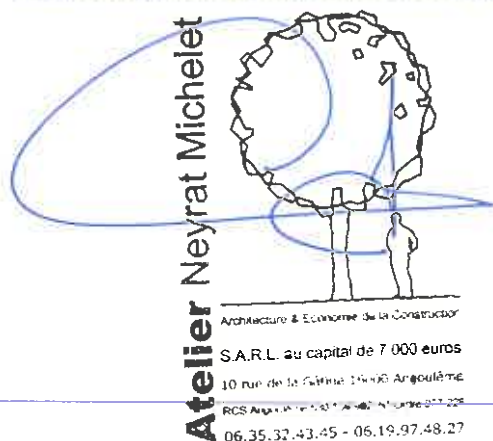 Atelier Neyrat Michelet
Architecture & Economie de la Construction
S.A.R.L. au capital de 7 000 euros
10 rue de la 16000 Angoulême
RCS
06.35.32.43.45 - 06.19.97.48.27